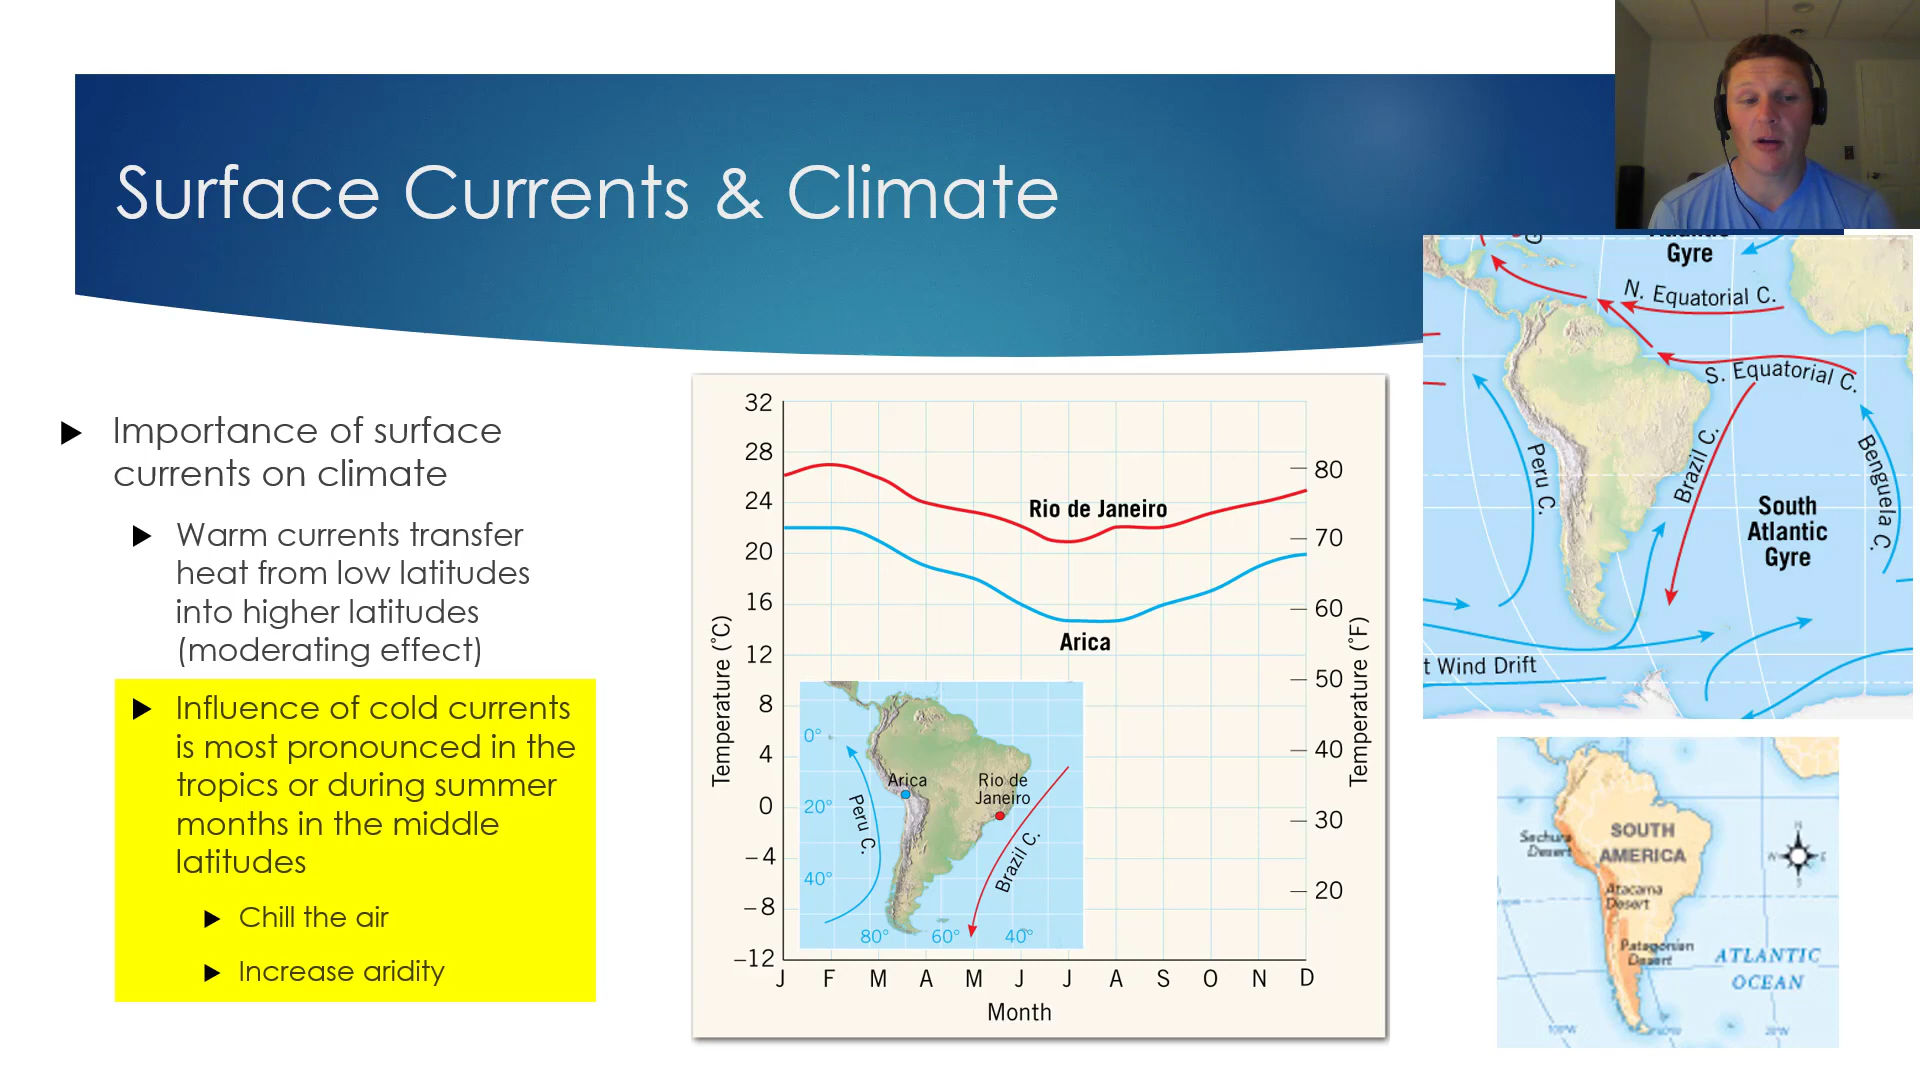 Surface Currents & Climate
Importance of surface
currents on climate
Warm currents transfer
heat from low latitudes
into higher latitudes
(moderating effect)
Influence of cold currents
is most pronounced in the
tropics or during summer
months in the middle
latitudes
Chill the air
Increase aridity
32
28
24
20
16
12
8
4
0
−4
−8
−12
Temperature (˚C)
Rio de Janeiro
Arica
80
70
60
50
40
30
20
Temperature (˚F)
J F M A M J J A S O N D
Month
0°
20°
40°
80° 60° 40°
Arica
Rio de
Janeiro
Peru C.
Brazil C.
Gyre
N. Equatorial C.
S. Equatorial C.
Peru C.
Brazil C.
Benguela C.
South
Atlantic
Gyre
t Wind Drift
Sechura
Desert
SOUTH
AMERICA
Atacama
Desert
Patagonian
Desert
ATLANTIC
OCEAN
N
W E
S